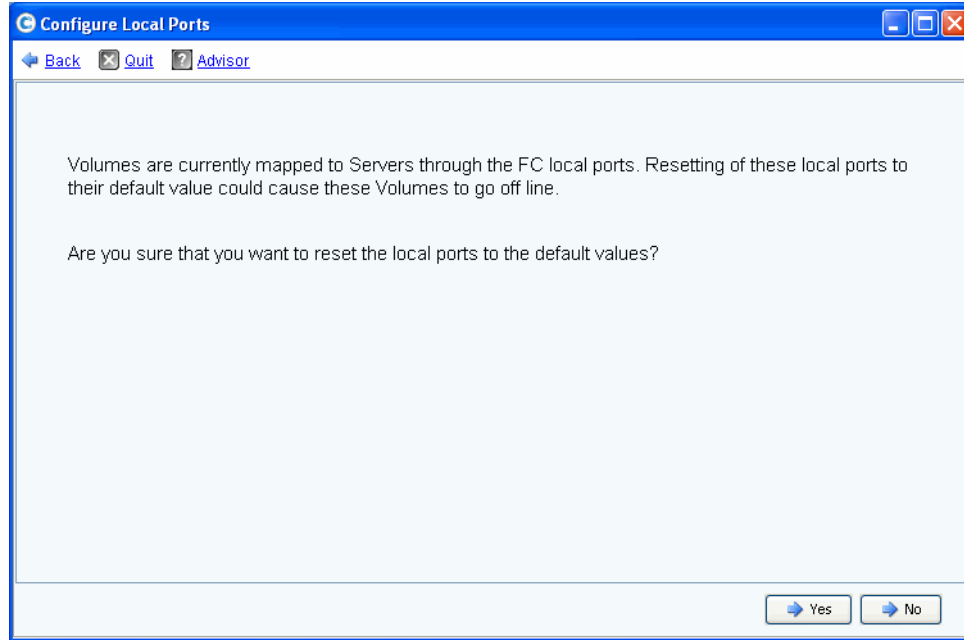 Configure Local Ports
Back Quit Advisor
Volumes are currently mapped to Servers through the FC local ports. Resetting of these local ports to
their default value could cause these Volumes to go off line.
Are you sure that you want to reset the local ports to the default values?
Yes No